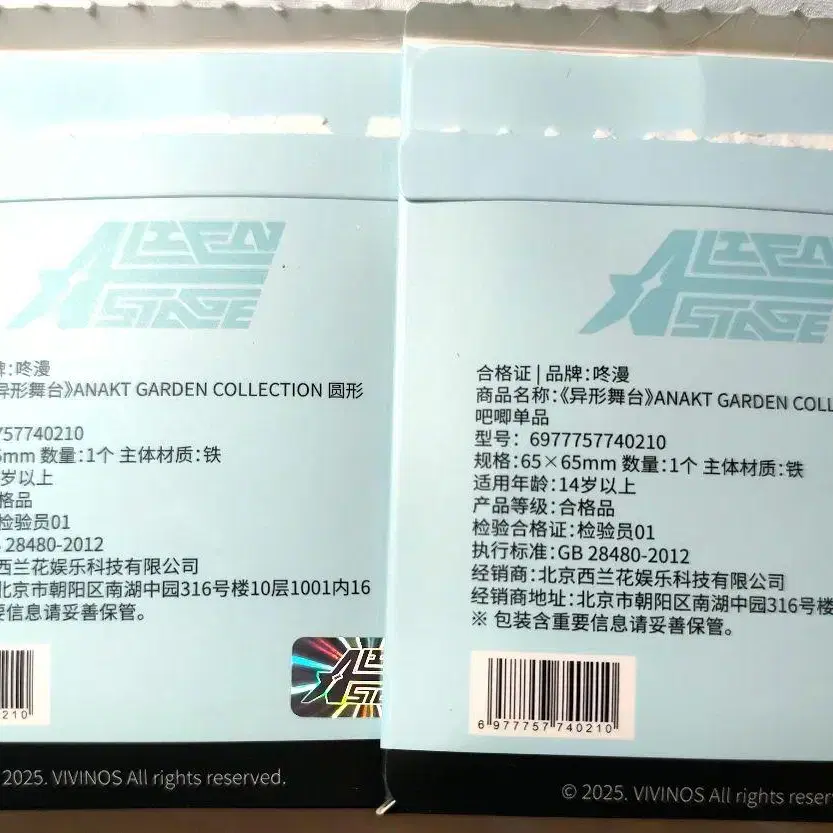 ALIEN STAGE
牌:咚漫
异形舞台》ANAKT GARDEN COLLECTION 圆形
757740210
5mm 数量:1个 主体材质:铁
岁以上
格品
检验员01
28480-2012
西兰花娱乐科技有限公司
北京市朝阳区南湖中园316号楼10层1001内16
要信息请妥善保管。
210
ALIEN STAGE
2025. VIVINOS All rights reserved.
ALIEN STAGE
合格证 | 品牌:咚漫
商品名称:《异形舞台》ANAKT GARDEN COLL
吧唧单品
型号: 6977757740210
规格:65×65mm 数量:1个 主体材质:铁
适用年龄:14岁以上
产品等级:合格品
检验合格证:检验员01
执行标准:GB 28480-2012
经销商:北京西兰花娱乐科技有限公司
经销商地址:北京市朝阳区南湖中园316号楼
※ 包装含重要信息请妥善保管。
6 977757 740210
© 2025. VIVINOS All rights reser